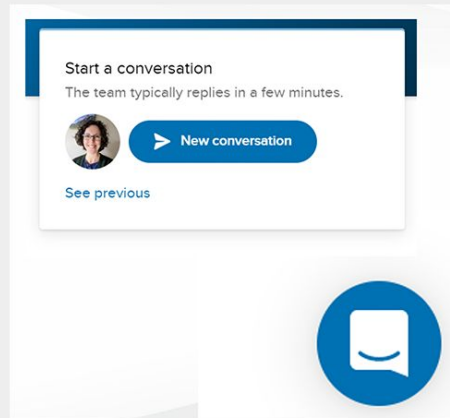 Start a conversation
The team typically replies in a few minutes.
New conversation
See previous